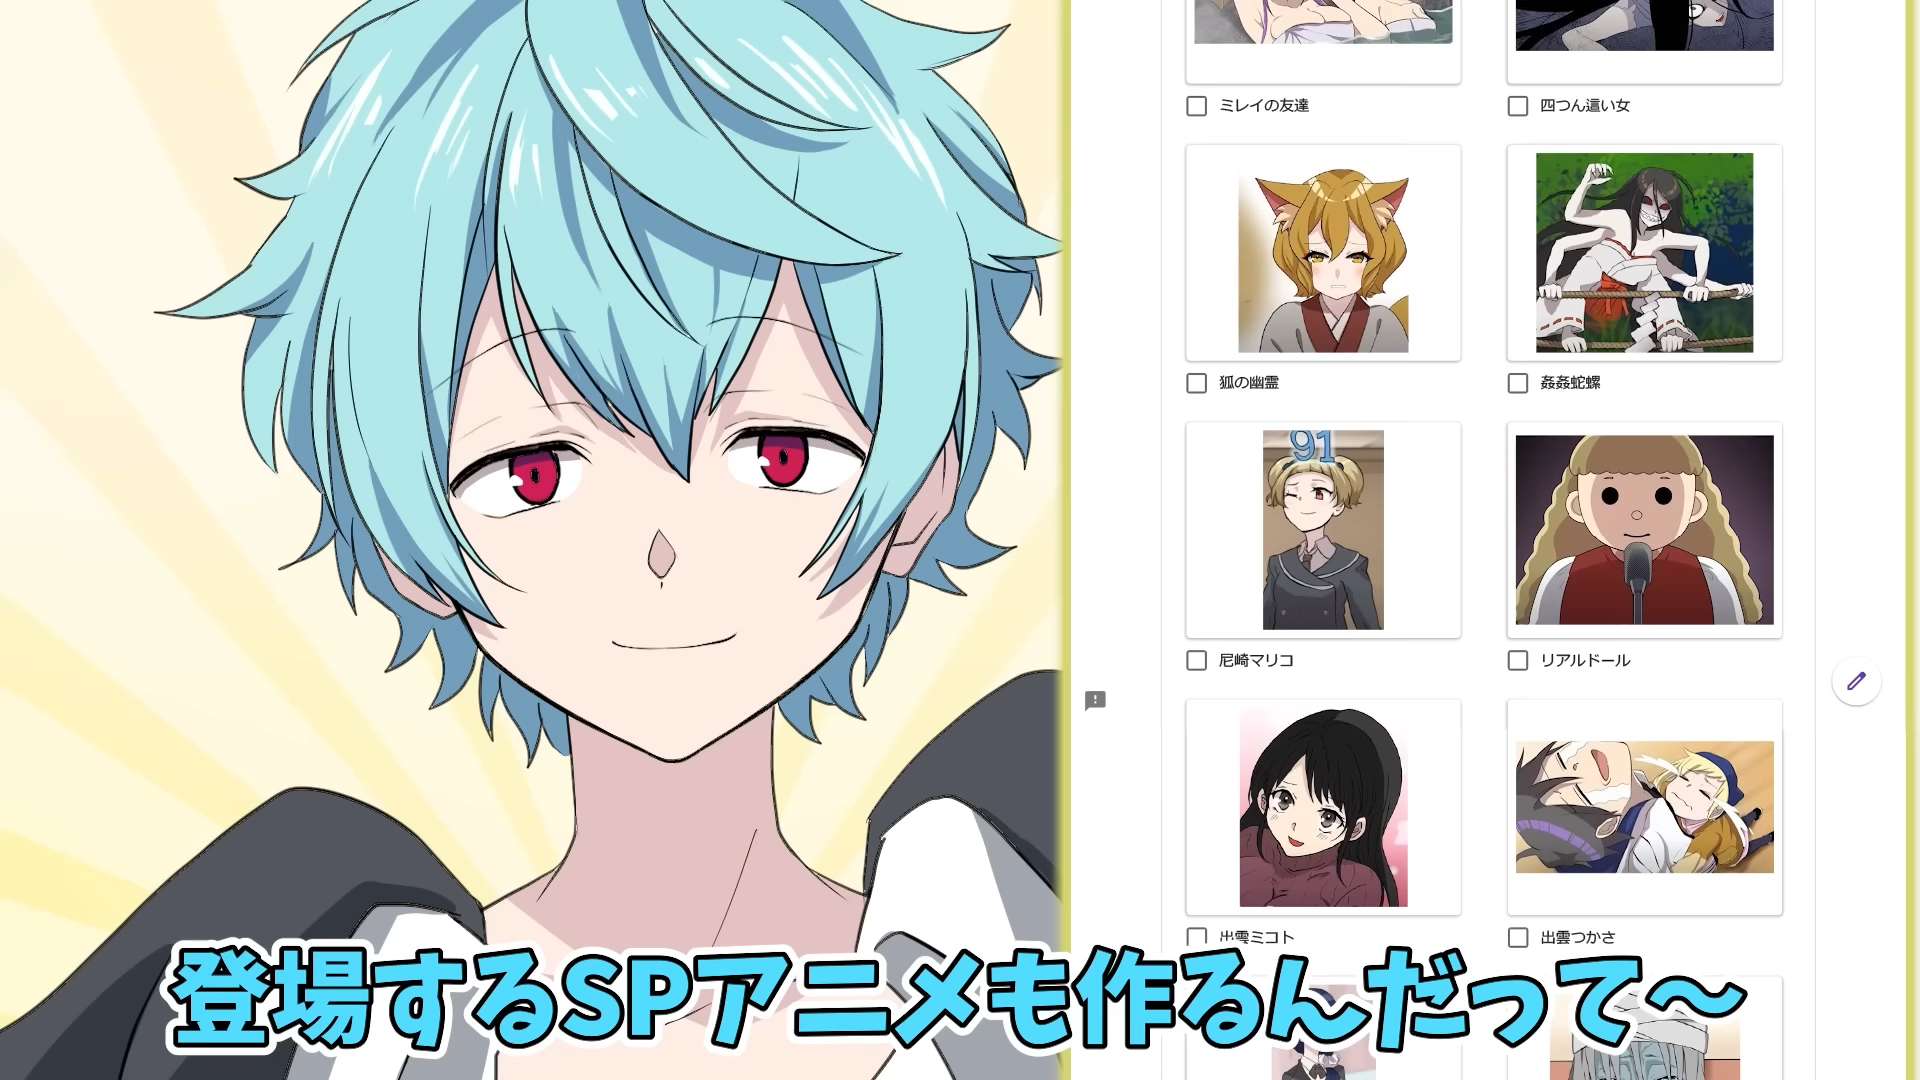 ミレイの友達
四つん這い女
狐の幽霊
姦姦蛇螺
91
尼崎マリコ
リアルドール
出雲ミコト
出雲つかさ
登場するSPアニメも作るんだって〜